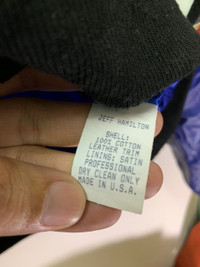 JEFF HAMILTON
SHELL:
100% COTTON
LEATHER TRIM
LINING: SATIN
PROFESSIONAL
DRY CLEAN ONLY
MADE IN U.S.A.